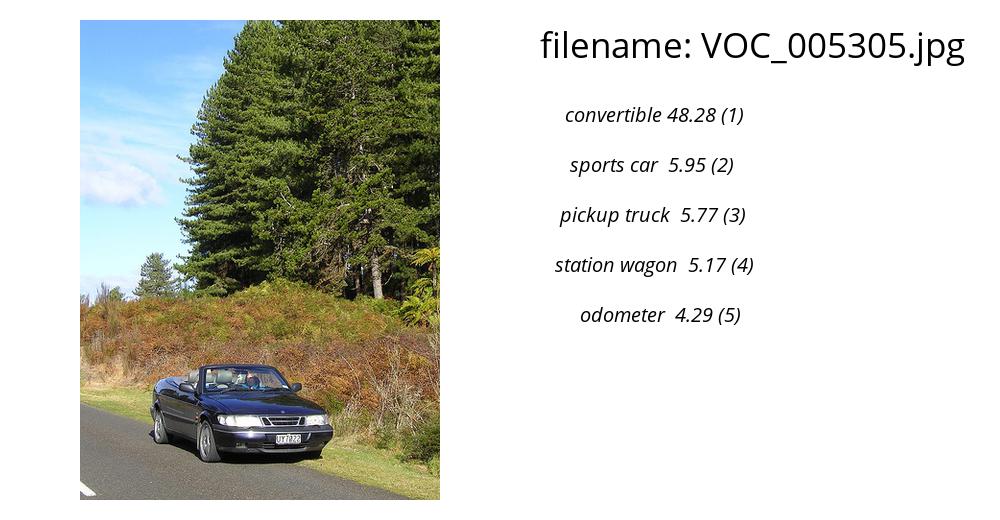 filename: VOC_005305.jpg
convertible 48.28 (1)
sports car 5.95 (2)
pickup truck 5.77 (3)
station wagon 5.17 (4)
odometer 4.29 (5)